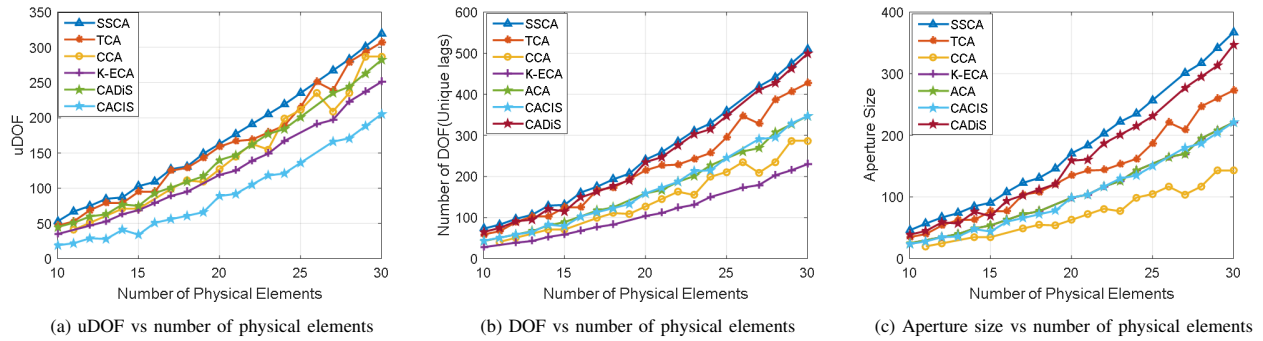 350
300
250
200
150
100
50
0
uDOF
SSCA
TCA
CCA
K-ECA
CADiS
CACIS
10
15
20
25
30
Number of Physical Elements
(a) uDOF vs number of physical elements
600
500
400
300
200
100
0
Number of DOF(Unique lags)
SSCA
TCA
CCA
K-ECA
ACA
CACIS
CADiS
10
15
20
25
30
Number of Physical Elements
(b) DOF vs number of physical elements
400
300
200
100
0
Aperture Size
SSCA
TCA
CCA
K-ECA
ACA
CACIS
CADiS
10
15
20
25
30
Number of Physical Elements
(c) Aperture size vs number of physical elements